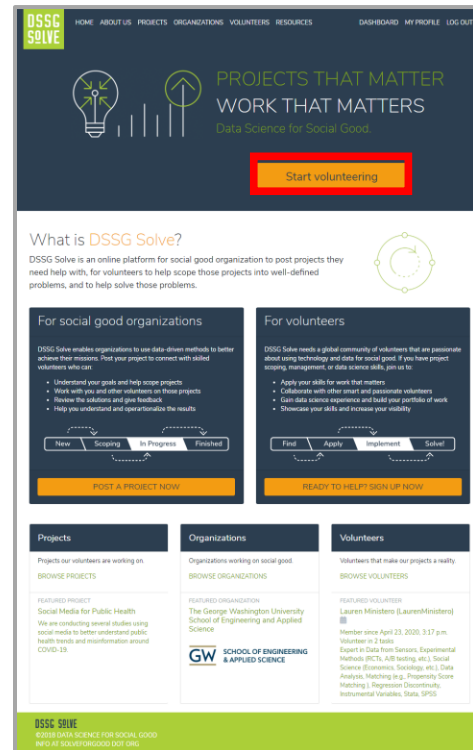 DSSG
SOLVE
HOME ABOUT US PROJECTS ORGANIZATIONS VOLUNTEERS RESOURCES DASHBOARD MY PROFILE LOG OUT
PROJECTS THAT MATTER
WORK THAT MATTERS
Data Science for Social Good.
Start volunteering
What is DSSG Solve?
DSSG Solve is an online platform for social good organization to post projects they
need help with, for volunteers to help scope those projects into well-defined
problems, and to help solve those problems.
For social good organizations
DSSG Solve enables organizations to use data-driven methods to better
achieve their missions. Post your project to connect with skilled
volunteers who can:
• Understand your goals and help scope projects
• Work with you and other volunteers on those projects
• Review the solutions and give feedback
• Help you understand and operartionalize the results
New Scoping In Progress Finished
POST A PROJECT NOW
For volunteers
DSSG Solve needs a global community of volunteers that are passionate
about using technology and data for social good. If you have project
scoping, management, or data science skills, join us to:
• Apply your skills for work that matters
• Collaborate with other smart and passionate volunteers
• Gain data science experience and build your portfolio of work
• Showcase your skills and increase your visibility
Find Apply Implement Solve!
READY TO HELP? SIGN UP NOW
Projects
Projects our volunteers are working on.
BROWSE PROJECTS
FEATURED PROJECT
Social Media for Public Health
We are conducting several studies using
social media to better understand public
health trends and misinformation around
COVID-19.
Organizations
Organizations working on social good.
BROWSE ORGANIZATIONS
FEATURED ORGANIZATION
The George Washington University
School of Engineering and Applied
Science
GW SCHOOL OF ENGINEERING
& APPLIED SCIENCE
Volunteers
Volunteers that make our projects a reality.
BROWSE VOLUNTEERS
FEATURED VOLUNTEER
Lauren Ministero (LaurenMinistero)
Member since April 23, 2020, 3:17 p.m.
Volunteer in 2 tasks
Expert in Data from Sensors, Experimental
Methods (RCTs, A/B testing, etc.), Social
Science (Economics, Sociology, etc.), Data
Analysis, Matching (e.g., Propensity Score
Matching ), Regression Discontinuity,
Instrumental Variables, Stata, SPSS
DSSG SOLVE
©2019 DATA SCIENCE FOR SOCIAL GOOD
INFO AT SOLVEFORGOOD DOT ORG